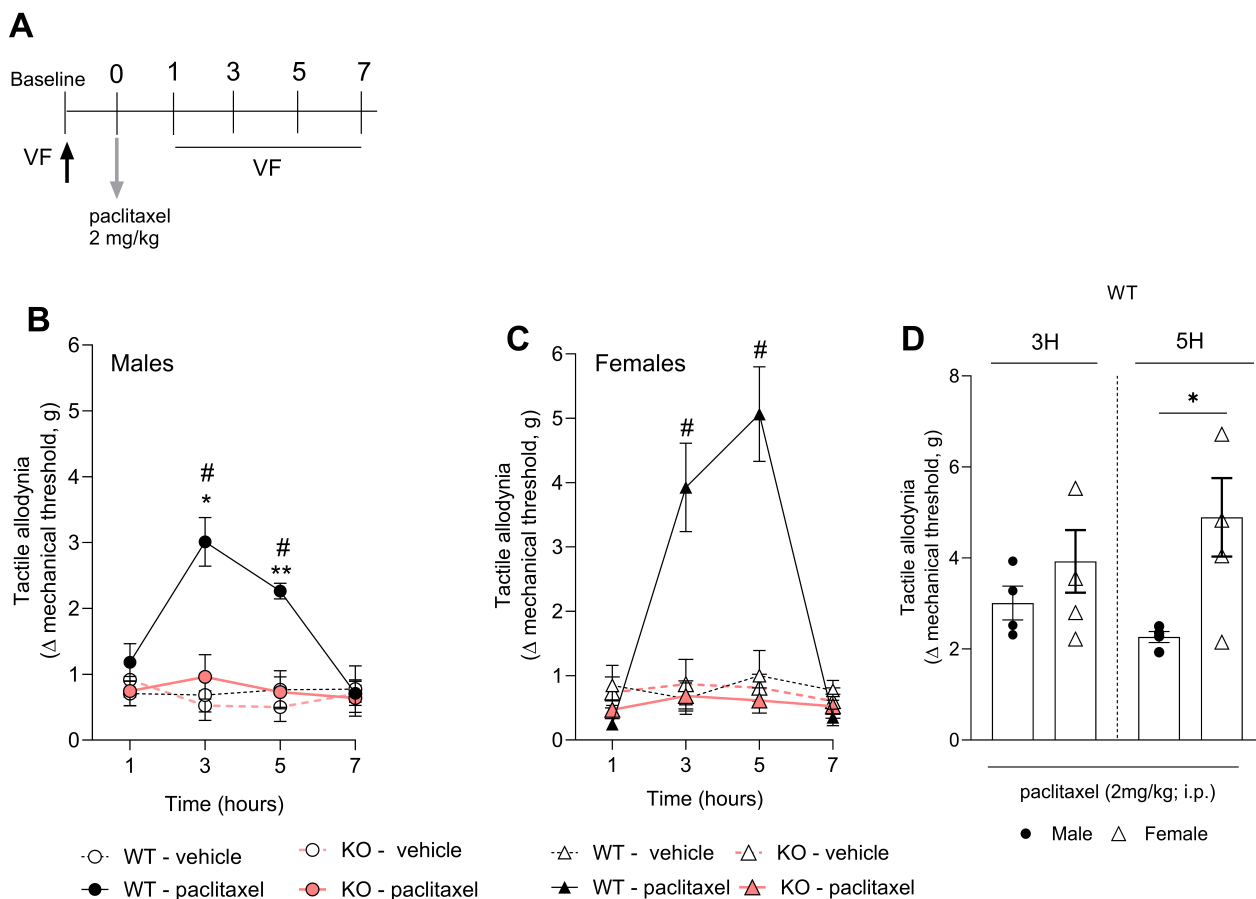 A
Baseline 0 1 3 5 7
VF
VF
paclitaxel
2 mg/kg
B
Males
Tactile allodynia
(Δ mechanical threshold, g)
6
5
4
3
2
1
0
#
*
#
**
1 3 5 7
Time (hours)
WT - vehicle
KO - vehicle
WT - paclitaxel
KO - paclitaxel
C
Females
Tactile allodynia
(Δ mechanical threshold, g)
6
5
4
3
2
1
0
#
#
1 3 5 7
Time (hours)
WT - vehicle
KO - vehicle
WT - paclitaxel
KO - paclitaxel
D
WT
3H 5H
Tactile allodynia
(Δ mechanical threshold, g)
8
6
4
2
0
*
paclitaxel (2mg/kg; i.p.)
Male Female